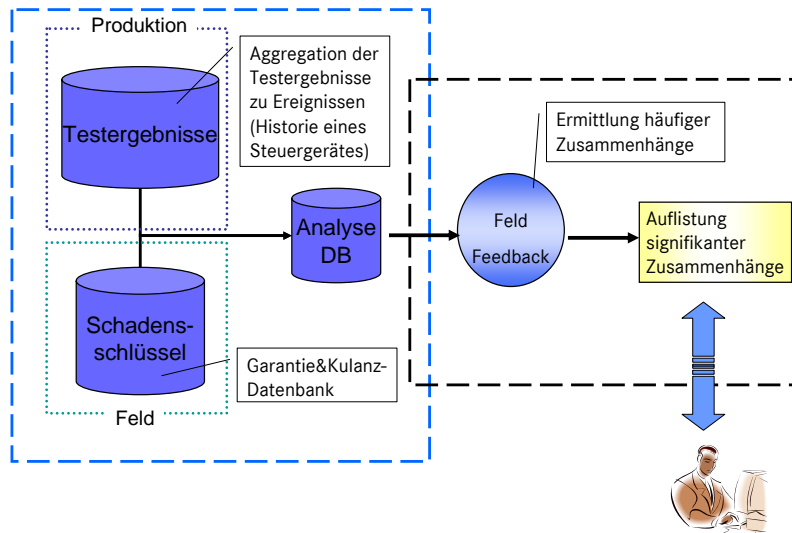 Produktion
Aggregation der
Testergebnisse
zu Ereignissen
(Historie eines
Steuergerätes)
Testergebnisse
Ermittlung häufiger
Zusammenhänge
Analyse
DB
Feld
Feedback
Auflistung
signifikanter
Zusammenhänge
Schadens-
schlüssel
Garantie&Kulanz-
Datenbank
Feld